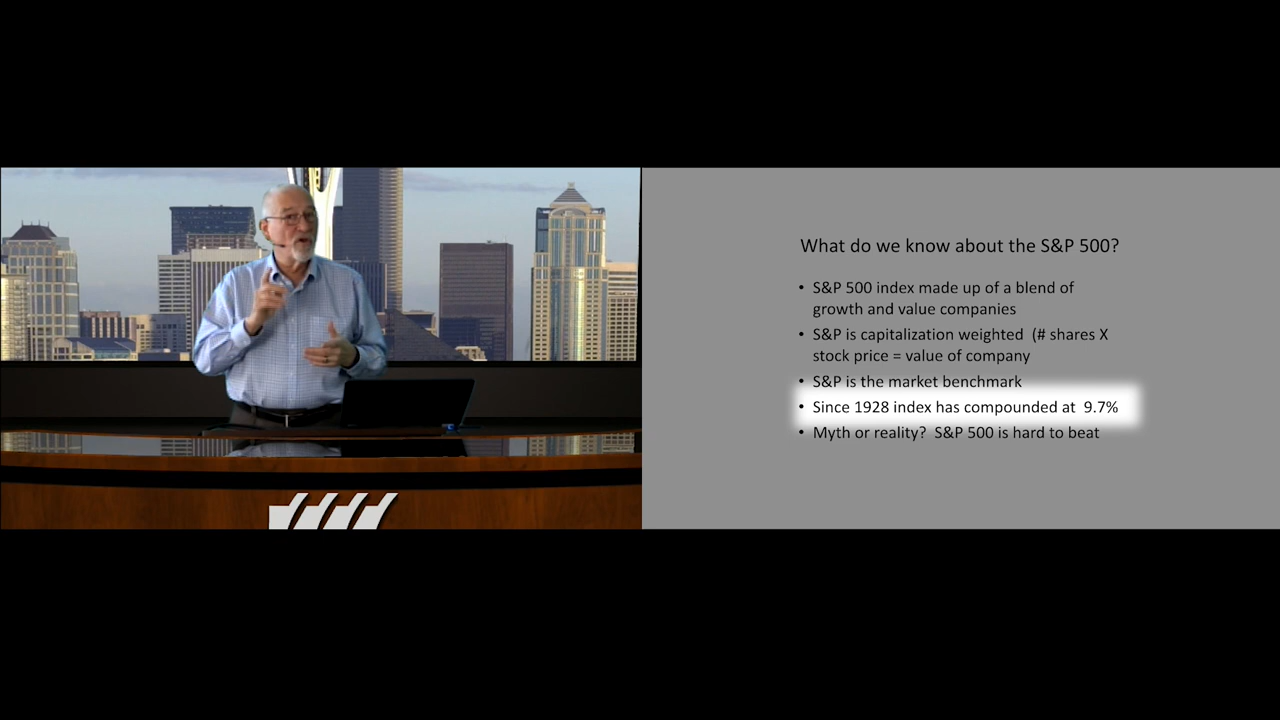 What do we know about the S&P 500?
• S&P 500 index made up of a blend of
growth and value companies
• S&P is capitalization weighted  (# shares X
stock price = value of company
• S&P is the market benchmark
• Since 1928 index has compounded at  9.7%
• Myth or reality?  S&P 500 is hard to beat